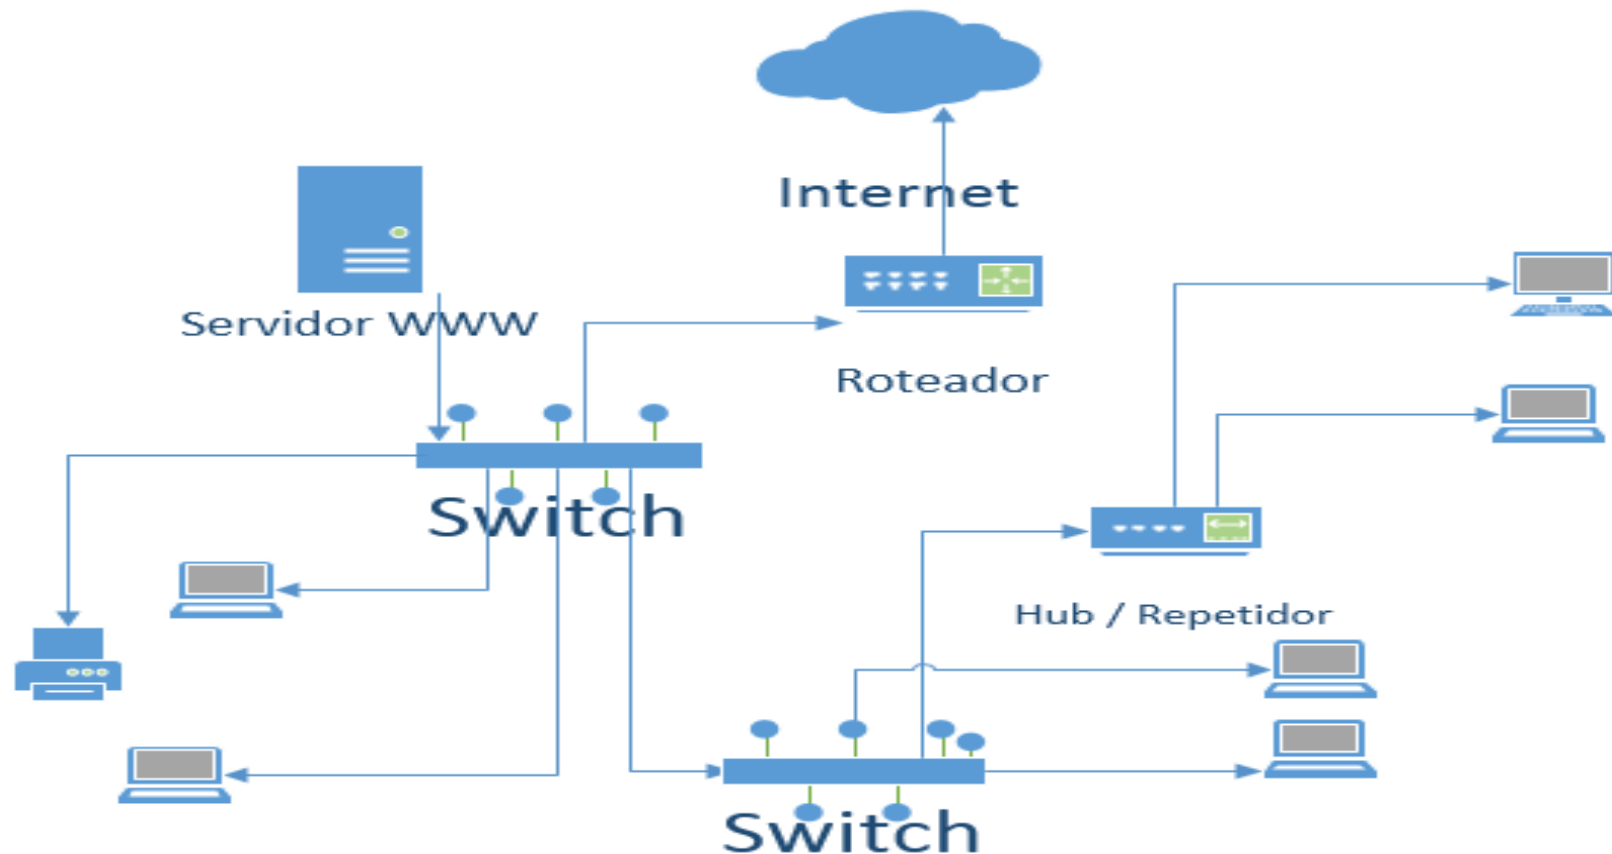 Internet
Servidor WWW
Roteador
Switch
Hub / Repetidor
Switch